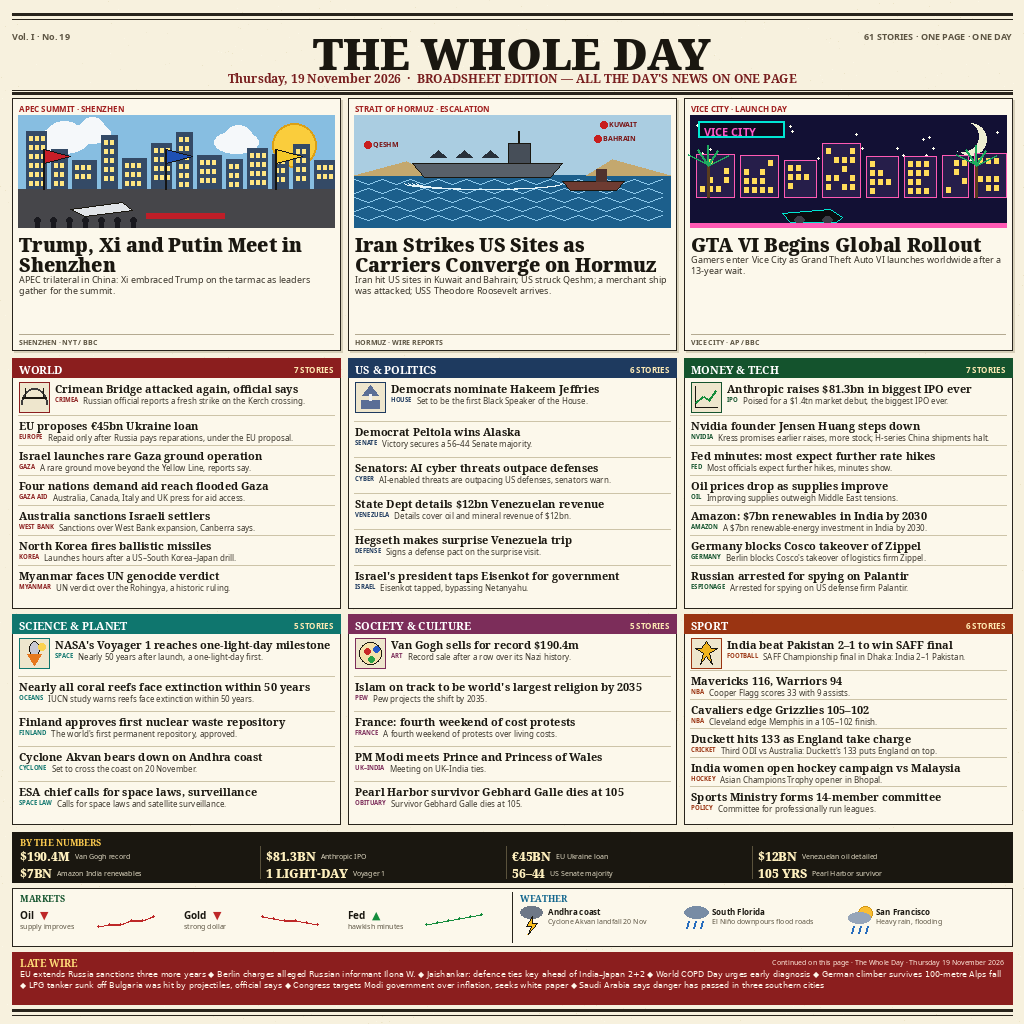 Vol. I · No. 19
61 STORIES · ONE PAGE · ONE DAY
THE WHOLE DAY
Thursday, 19 November 2026 · BROADSHEET EDITION — ALL THE DAY'S NEWS ON ONE PAGE
APEC SUMMIT · SHENZHEN
Trump, Xi and Putin Meet in
Shenzhen
APEC trilateral in China: Xi embraced Trump on the tarmac as leaders
gather for the summit.
SHENZHEN · NYT / BBC
STRAIT OF HORMUZ · ESCALATION
KUWAIT
BAHRAIN
QESHM
Iran Strikes US Sites as
Carriers Converge on Hormuz
Iran hit US sites in Kuwait and Bahrain; US struck Qeshm; a merchant ship
was attacked; USS Theodore Roosevelt arrives.
HORMUZ · WIRE REPORTS
VICE CITY · LAUNCH DAY
VICE CITY
GTA VI Begins Global Rollout
Gamers enter Vice City as Grand Theft Auto VI launches worldwide after a
13-year wait.
VICE CITY · AP / BBC
WORLD 7 STORIES
Crimean Bridge attacked again, official says
CRIMEA Russian official reports a fresh strike on the Kerch crossing.
EU proposes €45bn Ukraine loan
EUROPE Repaid only after Russia pays reparations, under the EU proposal.
Israel launches rare Gaza ground operation
GAZA A rare ground move beyond the Yellow Line, reports say.
Four nations demand aid reach flooded Gaza
GAZA AID Australia, Canada, Italy and UK press for aid access.
Australia sanctions Israeli settlers
WEST BANK Sanctions over West Bank expansion, Canberra says.
North Korea fires ballistic missiles
KOREA Launches hours after a US–South Korea–Japan drill.
Myanmar faces UN genocide verdict
MYANMAR UN verdict over the Rohingya, a historic ruling.
US & POLITICS 6 STORIES
Democrats nominate Hakeem Jeffries
HOUSE Set to be the first Black Speaker of the House.
Democrat Peltola wins Alaska
SENATE Victory secures a 56–44 Senate majority.
Senators: AI cyber threats outpace defenses
CYBER AI-enabled threats are outpacing US defenses, senators warn.
State Dept details $12bn Venezuelan revenue
VENEZUELA Details cover oil and mineral revenue of $12bn.
Hegseth makes surprise Venezuela trip
DEFENSE Signs a defense pact on the surprise visit.
Israel's president taps Eisenkot for government
ISRAEL Eisenkot tapped, bypassing Netanyahu.
MONEY & TECH 7 STORIES
Anthropic raises $81.3bn in biggest IPO ever
IPO Poised for a $1.4tn market debut, the biggest IPO ever.
Nvidia founder Jensen Huang steps down
NVIDIA Kress promises earlier raises, more stock; H-series China shipments halt.
Fed minutes: most expect further rate hikes
FED Most officials expect further hikes, minutes show.
Oil prices drop as supplies improve
OIL Improving supplies outweigh Middle East tensions.
Amazon: $7bn renewables in India by 2030
AMAZON A $7bn renewable-energy investment in India by 2030.
Germany blocks Cosco takeover of Zippel
GERMANY Berlin blocks Cosco's takeover of logistics firm Zippel.
Russian arrested for spying on Palantir
ESPIONAGE Arrested for spying on US defense firm Palantir.
SCIENCE & PLANET 5 STORIES
NASA's Voyager 1 reaches one-light-day milestone
SPACE Nearly 50 years after launch, a one-light-day first.
Nearly all coral reefs face extinction within 50 years
OCEANS IUCN study warns reefs face extinction within 50 years.
Finland approves first nuclear waste repository
FINLAND The world's first permanent repository, approved.
Cyclone Akvan bears down on Andhra coast
CYCLONE Set to cross the coast on 20 November.
ESA chief calls for space laws, surveillance
SPACE LAW Calls for space laws and satellite surveillance.
SOCIETY & CULTURE 5 STORIES
Van Gogh sells for record $190.4m
ART Record sale after a row over its Nazi history.
Islam on track to be world's largest religion by 2035
PEW Pew projects the shift by 2035.
France: fourth weekend of cost protests
FRANCE A fourth weekend of protests over living costs.
PM Modi meets Prince and Princess of Wales
UK–INDIA Meeting on UK–India ties.
Pearl Harbor survivor Gebhard Galle dies at 105
OBITUARY Survivor Gebhard Galle dies at 105.
SPORT 6 STORIES
India beat Pakistan 2–1 to win SAFF final
FOOTBALL SAFF Championship final in Dhaka: India 2–1 Pakistan.
Mavericks 116, Warriors 94
NBA Cooper Flagg scores 33 with 9 assists.
Cavaliers edge Grizzlies 105–102
NBA Cleveland edge Memphis in a 105–102 finish.
Duckett hits 133 as England take charge
CRICKET Third ODI vs Australia: Duckett's 133 puts England on top.
India women open hockey campaign vs Malaysia
HOCKEY Asian Champions Trophy opener in Bhopal.
Sports Ministry forms 14-member committee
POLICY Committee for professionally run leagues.
BY THE NUMBERS
$190.4M Van Gogh record
$81.3BN Anthropic IPO
€45BN EU Ukraine loan
$12BN Venezuelan oil detailed
$7BN Amazon India renewables
1 LIGHT-DAY Voyager 1
56–44 US Senate majority
105 YRS Pearl Harbor survivor
MARKETS
Oil ▼
supply improves
Gold ▼
strong dollar
Fed ▲
hawkish minutes
WEATHER
Andhra coast
Cyclone Akvan landfall 20 Nov
South Florida
El Niño downpours flood roads
San Francisco
Heavy rain, flooding
LATE WIRE
Continued on this page · The Whole Day · Thursday 19 November 2026
EU extends Russia sanctions three more years ◆ Berlin charges alleged Russian informant Ilona W. ◆ Jaishankar: defence ties key ahead of India–Japan 2+2 ◆ World COPD Day urges early diagnosis ◆ German climber survives 100-metre Alps fall
◆ LPG tanker sunk off Bulgaria was hit by projectiles, official says ◆ Congress targets Modi government over inflation, seeks white paper ◆ Saudi Arabia says danger has passed in three southern cities